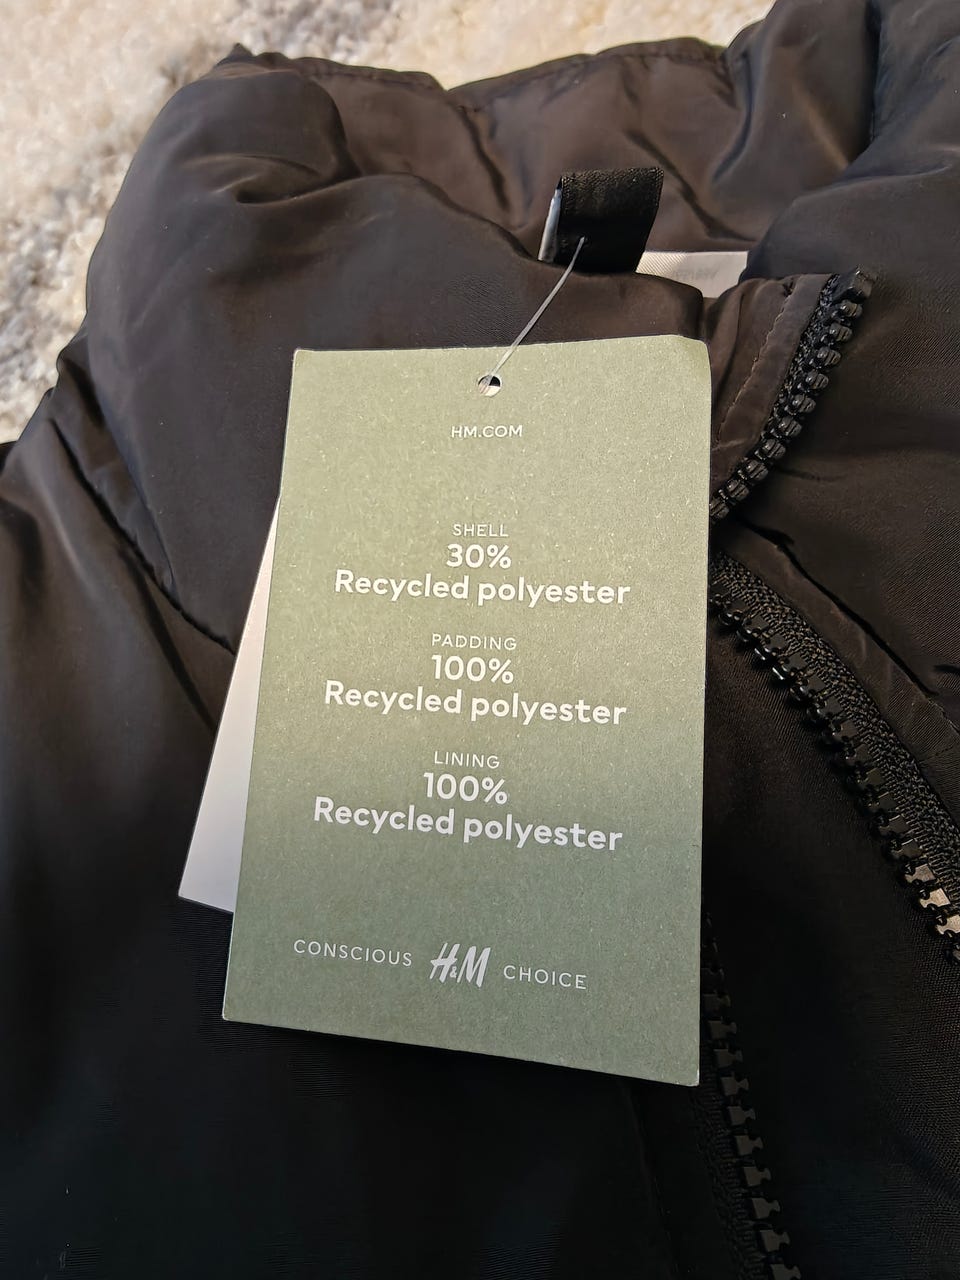 HM.COM
SHELL
30%
Recycled polyester
PADDING
100%
Recycled polyester
LINING
100%
Recycled polyester
CONSCIOUS H&M CHOICE